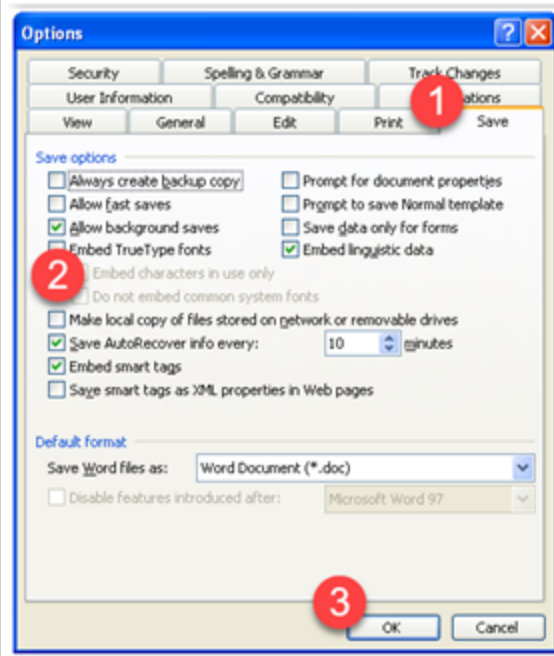 Options
Security Spelling & Grammar Track Changes
User Information Compatibility ations
View General Edit Print Save
1
Save options
Always create backup copy Prompt for document properties
Allow fast saves Prompt to save Normal template
Allow background saves Save data only for forms
Embed TrueType fonts Embed linguistic data
2
Embed characters in use only
Do not embed common system fonts
Make local copy of files stored on network or removable drives
Save AutoRecover info every: 10 minutes
Embed smart tags
Save smart tags as XML properties in Web pages
Default format
Save Word files as: Word Document (*.doc)
Disable features introduced after: Microsoft Word 97
3
OK Cancel